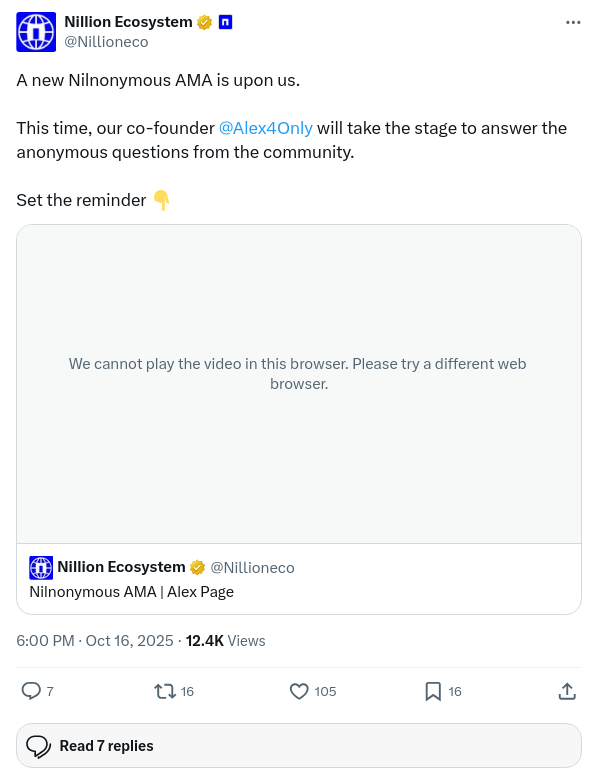 Nillion Ecosystem
@Nillioneco
A new Nilnonymous AMA is upon us.
This time, our co-founder @Alex4Only will take the stage to answer the
anonymous questions from the community.
Set the reminder 👇
We cannot play the video in this browser. Please try a different web
browser.
Nillion Ecosystem @Nillioneco
Nilnonymous AMA | Alex Page
6:00 PM · Oct 16, 2025 · 12.4K Views
7 16 105 16
Read 7 replies